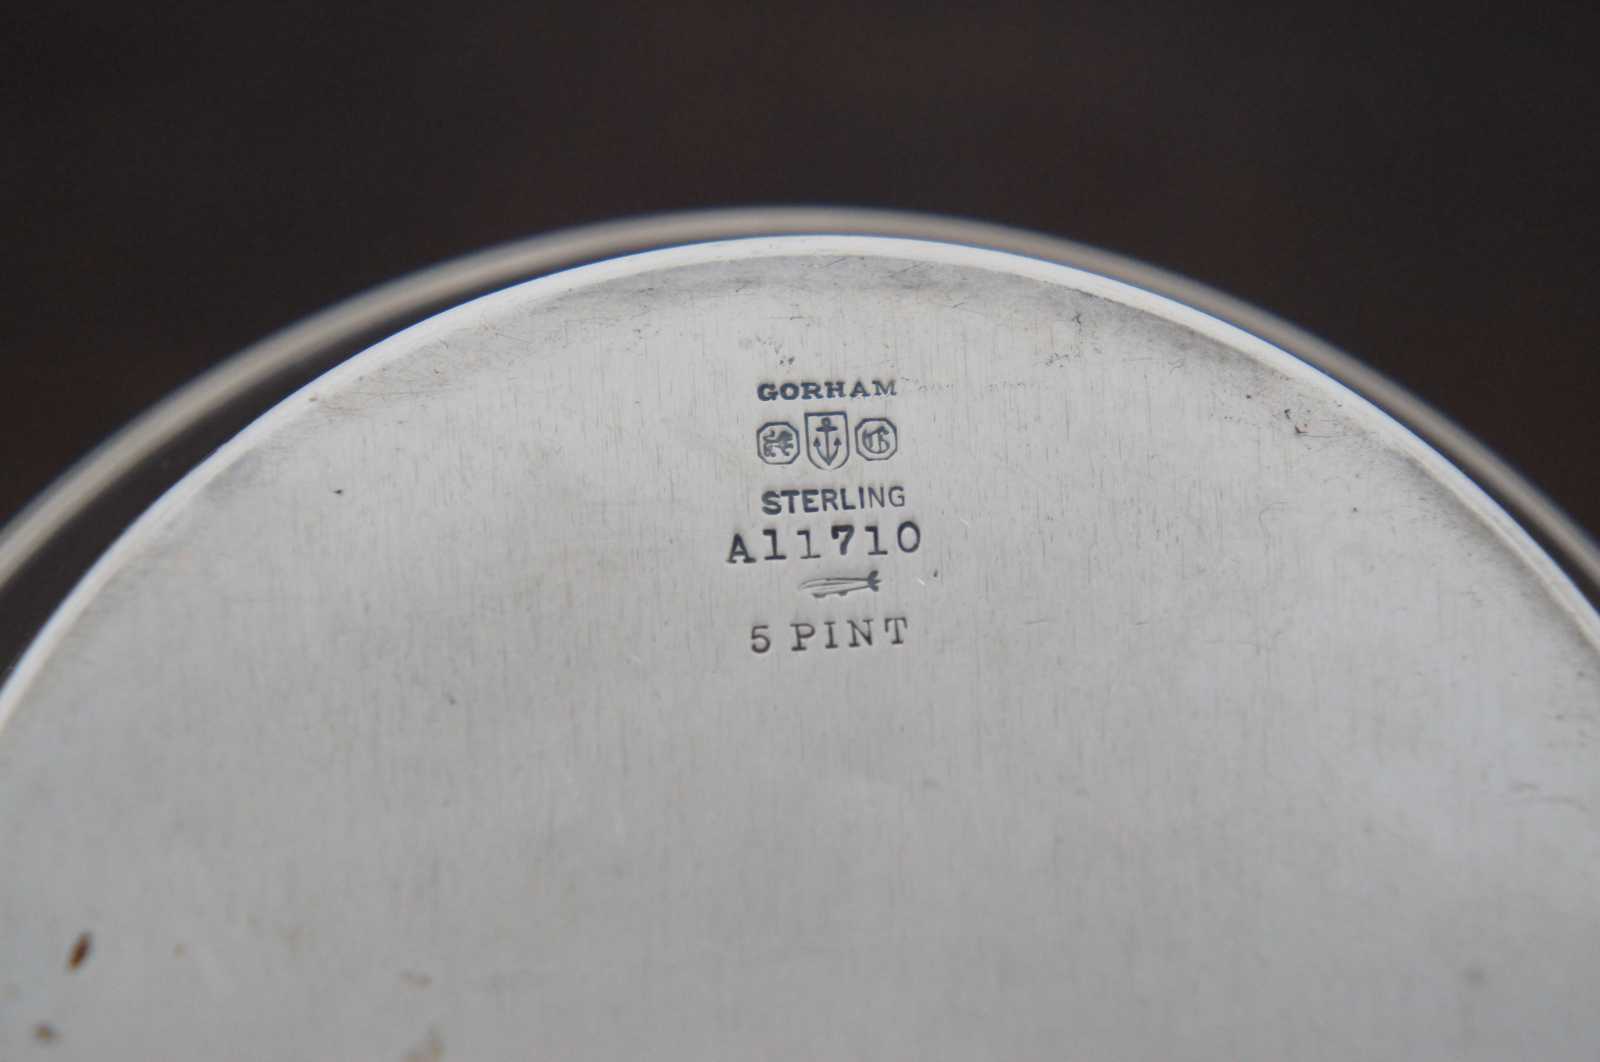 GORHAM
G
STERLING
A11710
5 PINT